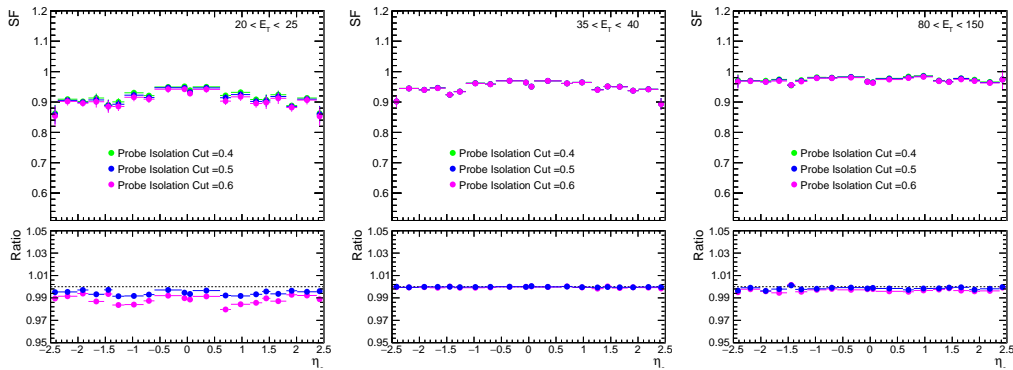 SF
1.2
1.1
1
0.9
0.8
0.7
0.6
20 < E_T < 25
Probe Isolation Cut =0.4
Probe Isolation Cut =0.5
Probe Isolation Cut =0.6
Ratio
1.05
1.03
1.01
0.99
0.97
0.95
−2.5 −2 −1.5 −1 −0.5 0 0.5 1 1.5 2 2.5
η
SF
1.2
1.1
1
0.9
0.8
0.7
0.6
35 < E_T < 40
Probe Isolation Cut =0.4
Probe Isolation Cut =0.5
Probe Isolation Cut =0.6
Ratio
1.05
1.03
1.01
0.99
0.97
0.95
−2.5 −2 −1.5 −1 −0.5 0 0.5 1 1.5 2 2.5
η
SF
1.2
1.1
1
0.9
0.8
0.7
0.6
80 < E_T < 150
Probe Isolation Cut =0.4
Probe Isolation Cut =0.5
Probe Isolation Cut =0.6
Ratio
1.05
1.03
1.01
0.99
0.97
0.95
−2.5 −2 −1.5 −1 −0.5 0 0.5 1 1.5 2 2.5
η